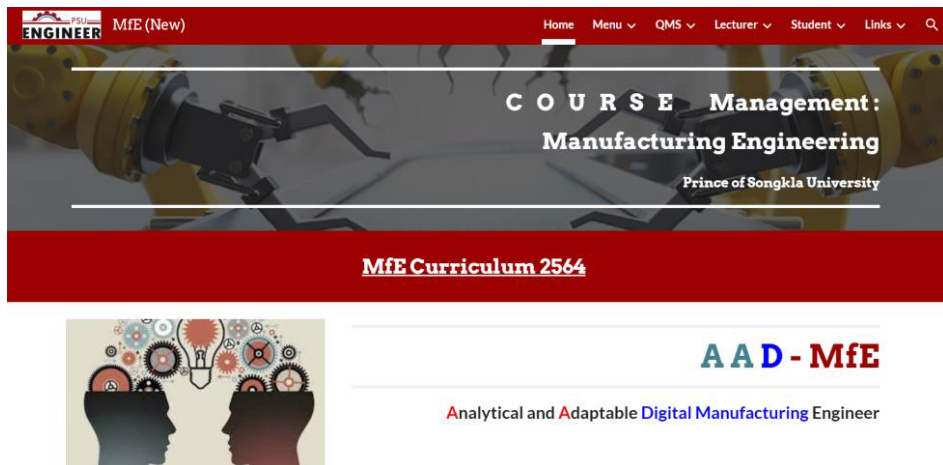 PSU
ENGINEER
MfE (New)
Home Menu QMS Lecturer Student Links
C O U R S E Management:
Manufacturing Engineering
Prince of Songkla University
MfE Curriculum 2564
A A D - MfE
Analytical and Adaptable Digital Manufacturing Engineer